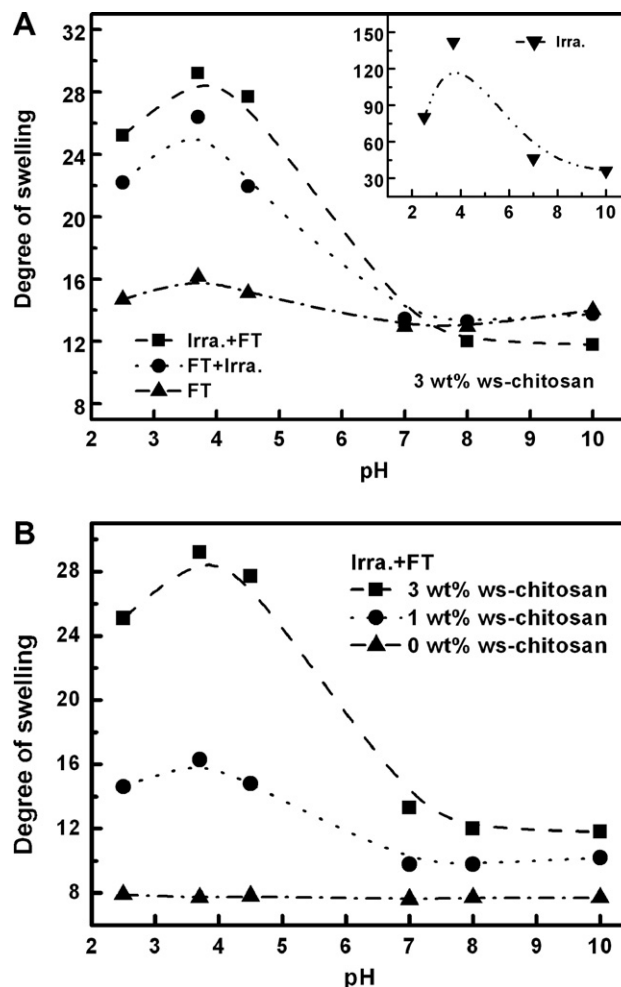 A
Degree of swelling
32
28
24
20
16
12
8
150
120
90
60
30
Irra.
2 4 6 8 10
Irra.+FT
FT+Irra.
FT
3 wt% ws-chitosan
2 3 4 5 6 7 8 9 10
pH
B
Degree of swelling
28
24
20
16
12
8
Irra.+FT
3 wt% ws-chitosan
1 wt% ws-chitosan
0 wt% ws-chitosan
2 3 4 5 6 7 8 9 10
pH